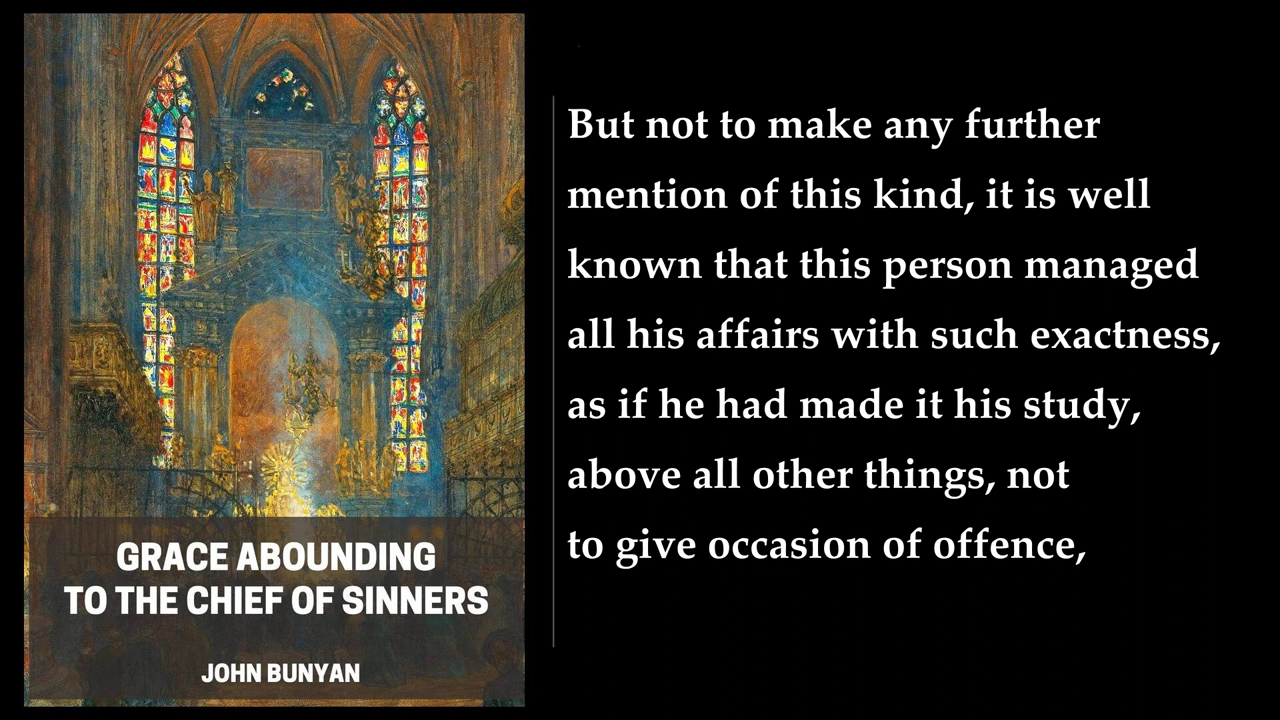 GRACE ABOUNDING
TO THE CHIEF OF SINNERS
JOHN BUNYAN
But not to make any further
mention of this kind, it is well
known that this person managed
all his affairs with such exactness,
as if he had made it his study,
above all other things, not
to give occasion of offence,